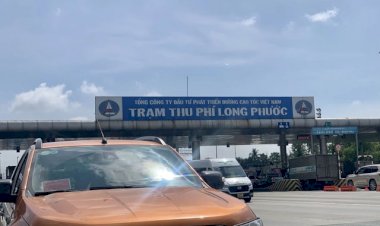 TỔNG CÔNG TY ĐẦU TƯ PHÁT TRIỂN ĐƯỜNG CAO TỐC VIỆT NAM
TRẠM THU PHÍ LONG PHƯỚC